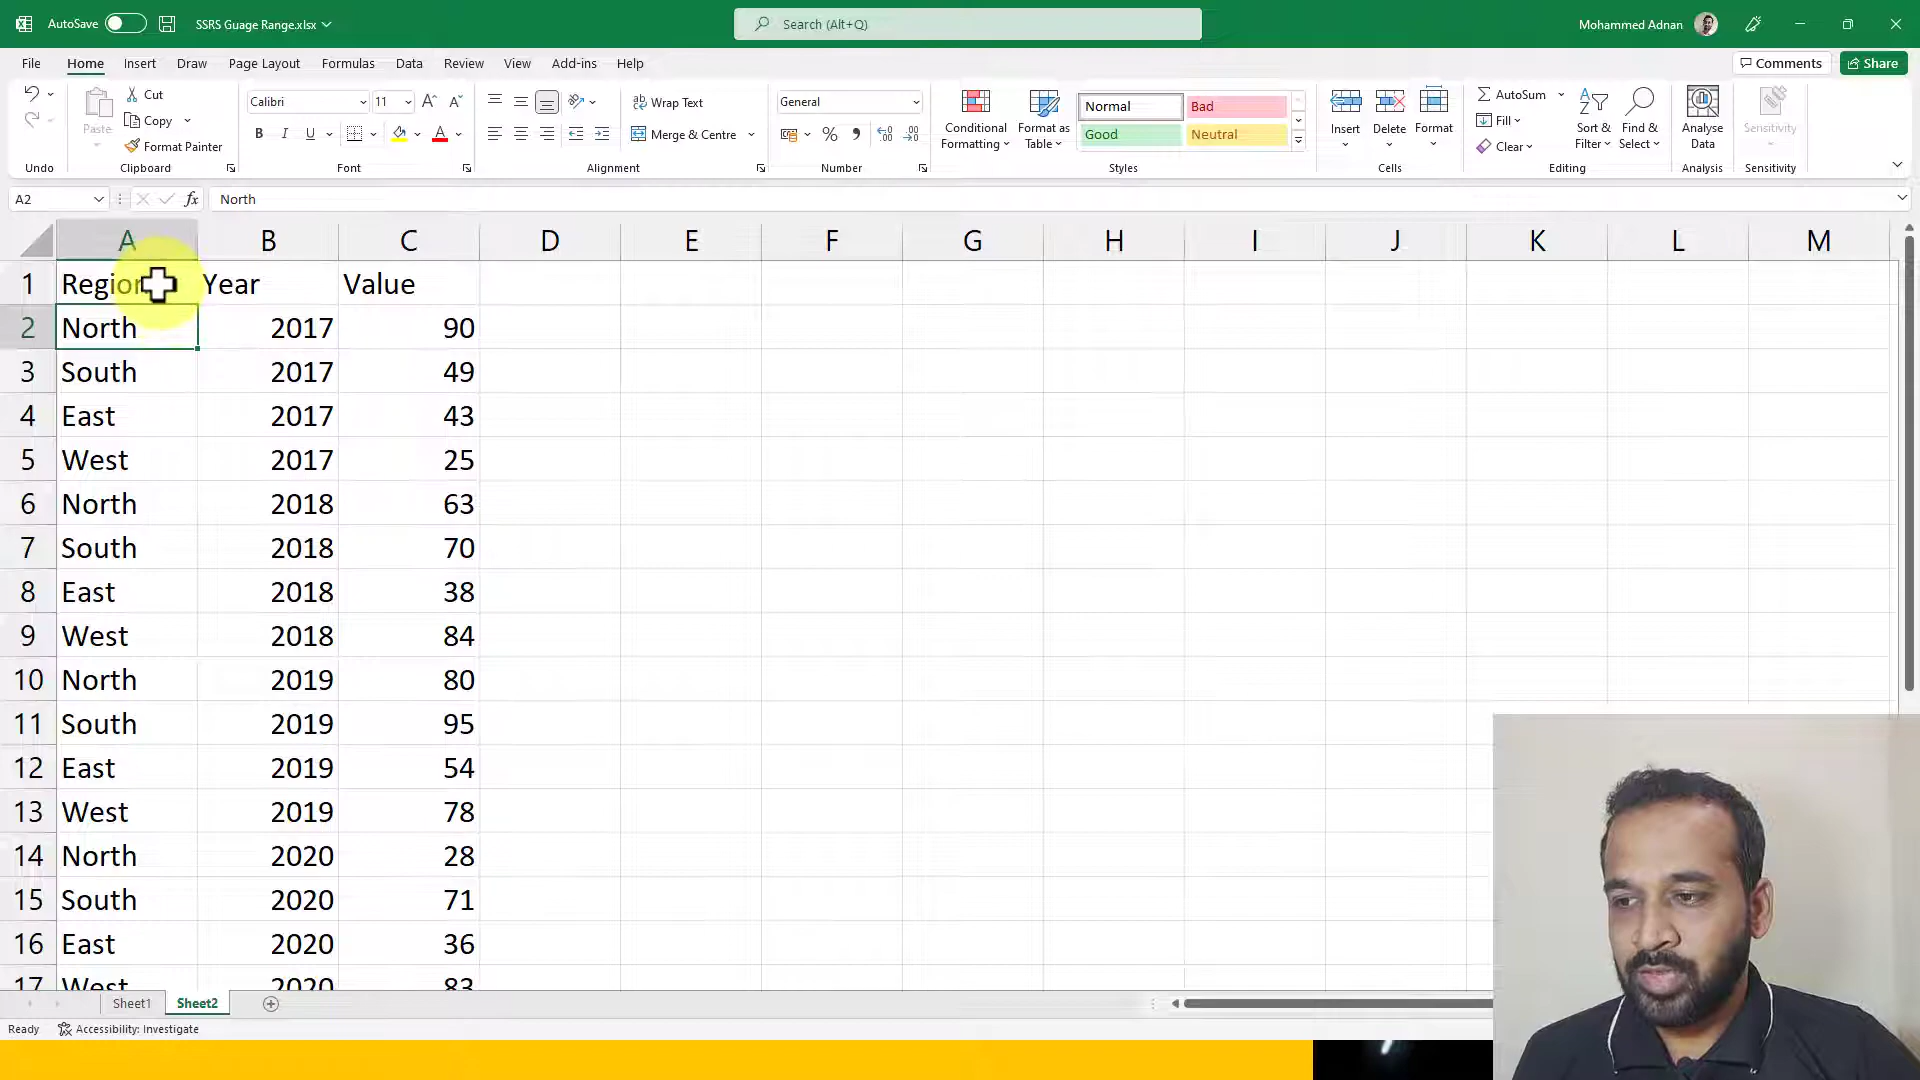 AutoSave SSRS Guage Range.xlsx Search (Alt+Q) Mohammed Adnan
File Home Insert Draw Page Layout Formulas Data Review View Add-ins Help Comments Share
Paste Cut Copy Format Painter
Calibri 11 B I U A
Wrap Text Merge & Centre
General %
Conditional Formatting Format as Table
Normal Bad
Good Neutral
Insert Delete Format
AutoSum Fill Clear
Sort & Filter Find & Select
Analyse Data
Sensitivity
Undo Clipboard Font Alignment Number Styles Cells Editing Analysis Sensitivity
A2 fx North
A B C D E F G H I J K L M
1 Region Year Value
2 North 2017 90
3 South 2017 49
4 East 2017 43
5 West 2017 25
6 North 2018 63
7 South 2018 70
8 East 2018 38
9 West 2018 84
10 North 2019 80
11 South 2019 95
12 East 2019 54
13 West 2019 78
14 North 2020 28
15 South 2020 71
16 East 2020 36
17 West 2020 83
Sheet1 Sheet2
Ready Accessibility: Investigate